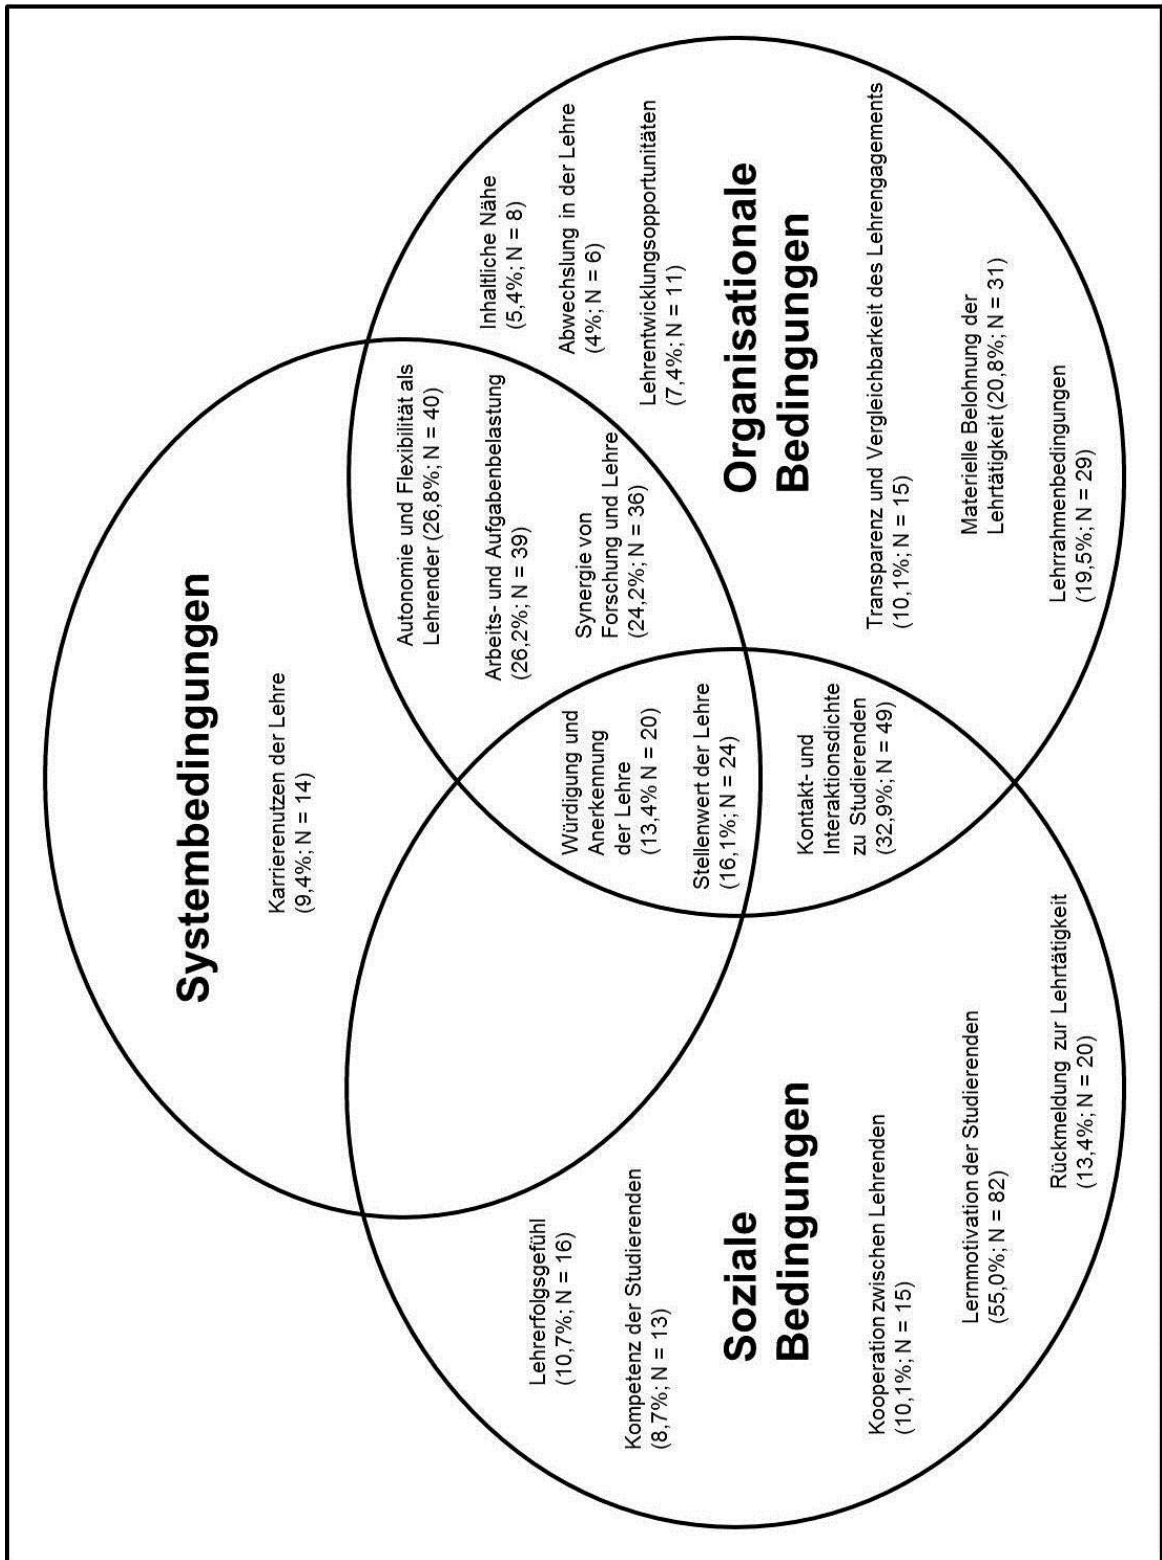 Systembedingungen
Karrierenutzen der Lehre
(9,4%; N = 14)
Autonomie und Flexibilität als
Lehrender (26,8%; N = 40)
Arbeits- und Aufgabenbelastung
(26,2%; N = 39)
Synergie von
Forschung und Lehre
(24,2%; N = 36)
Würdigung und
Anerkennung
der Lehre
(13,4% N = 20)
Stellenwert der Lehre
(16,1%; N = 24)
Kontakt- und
Interaktionsdichte
zu Studierenden
(32,9%; N = 49)
Lehrerfolgsgefühl
(10,7%; N = 16)
Kompetenz der Studierenden
(8,7%; N = 13)
Soziale
Bedingungen
Kooperation zwischen Lehrenden
(10,1%; N = 15)
Lernmotivation der Studierenden
(55,0%; N = 82)
Rückmeldung zur Lehrtätigkeit
(13,4%; N = 20)
Inhaltliche Nähe
(5,4%; N = 8)
Abwechslung in der Lehre
(4%; N = 6)
Lehrentwicklungsopportunitäten
(7,4%; N = 11)
Organisationale
Bedingungen
Transparenz und Vergleichbarkeit des Lehrengagements
(10,1%; N = 15)
Materielle Belohnung der
Lehrtätigkeit (20,8%; N = 31)
Lehrrahmenbedingungen
(19,5%; N = 29)